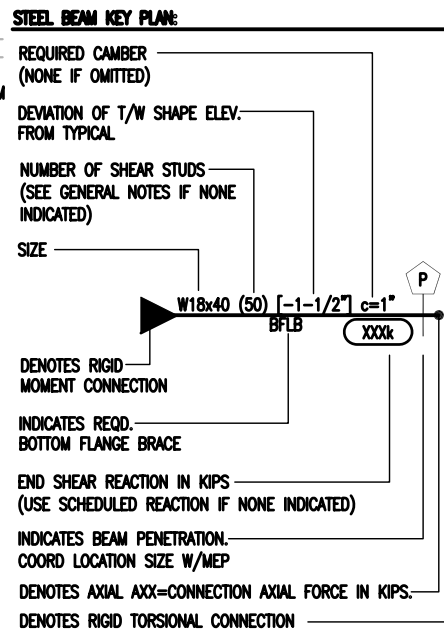 STEEL BEAM KEY PLAN:
REQUIRED CAMBER
(NONE IF OMITTED)
DEVIATION OF T/W SHAPE ELEV.
FROM TYPICAL
NUMBER OF SHEAR STUDS
(SEE GENERAL NOTES IF NONE
INDICATED)
SIZE
P
W18x40 (50) [-1-1/2"] c=1"
BFLB
XXXk
DENOTES RIGID
MOMENT CONNECTION
INDICATES REQD.
BOTTOM FLANGE BRACE
END SHEAR REACTION IN KIPS
(USE SCHEDULED REACTION IF NONE INDICATED)
INDICATES BEAM PENETRATION.
COORD LOCATION SIZE W/MEP
DENOTES AXIAL AXX=CONNECTION AXIAL FORCE IN KIPS.
DENOTES RIGID TORSIONAL CONNECTION